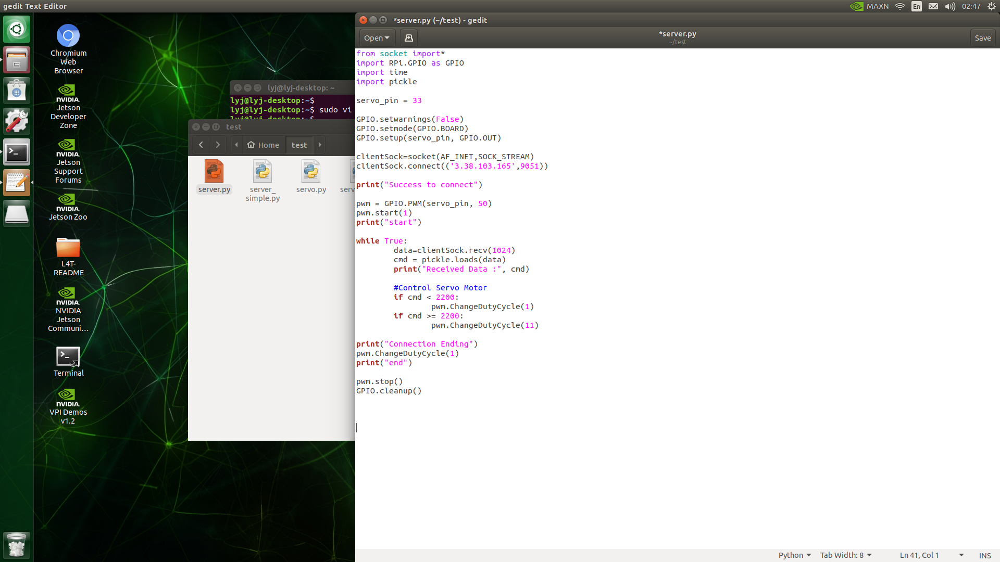 gedit Text Editor
MAXN
En
02:47
Chromium
Web
Browser
NVIDIA.
Jetson
Developer
Zone
NVIDIA.
Jetson
Support
Forums
NVIDIA.
Jetson Zoo
L4T-
README
NVIDIA.
NVIDIA
Jetson
Communi...
>_
Terminal
NVIDIA.
VPI Demos
v1.2
lyj@lyj-desktop: ~
lyj@lyj-desktop:~$
lyj@lyj-desktop:~$ sudo vi
lyj@lyj-desktop:~$
test
Home
test
server.py
server_
simple.py
servo.py
serv
*server.py (~/test) - gedit
Open
*server.py
~/test
Save
from socket import*
import RPi.GPIO as GPIO
import time
import pickle
servo_pin = 33
GPIO.setwarnings(False)
GPIO.setmode(GPIO.BOARD)
GPIO.setup(servo_pin, GPIO.OUT)
clientSock=socket(AF_INET,SOCK_STREAM)
clientSock.connect(('3.38.103.165',9051))
print("Success to connect")
pwm = GPIO.PWM(servo_pin, 50)
pwm.start(1)
print("start")
while True:
data=clientSock.recv(1024)
cmd = pickle.loads(data)
print("Received Data :", cmd)
#Control Servo Motor
if cmd < 2200:
pwm.ChangeDutyCycle(1)
if cmd >= 2200:
pwm.ChangeDutyCycle(11)
print("Connection Ending")
pwm.ChangeDutyCycle(1)
print("end")
pwm.stop()
GPIO.cleanup()
Python
Tab Width: 8
Ln 41, Col 1
INS